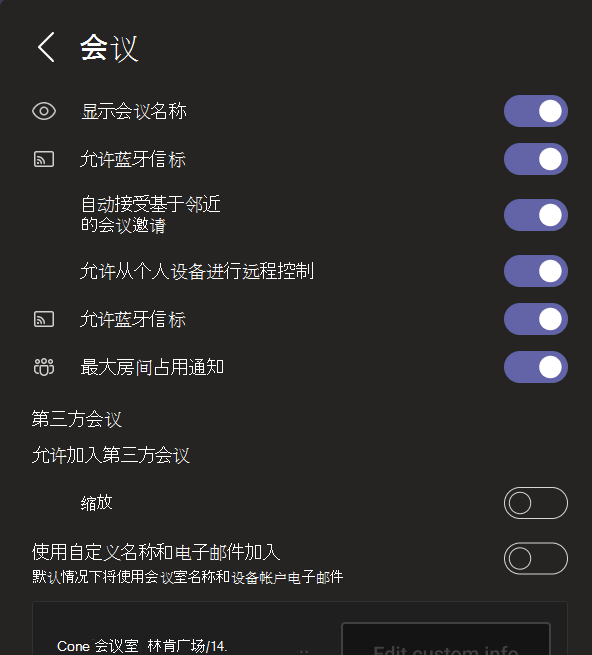 会议
显示会议名称
允许蓝牙信标
自动接受基于邻近
的会议邀请
允许从个人设备进行远程控制
允许蓝牙信标
最大房间占用通知
第三方会议
允许加入第三方会议
缩放
使用自定义名称和电子邮件加入
默认情况下将使用会议室名称和设备帐户电子邮件
Cone 会议室 林肯广场/14.
Edit custom info